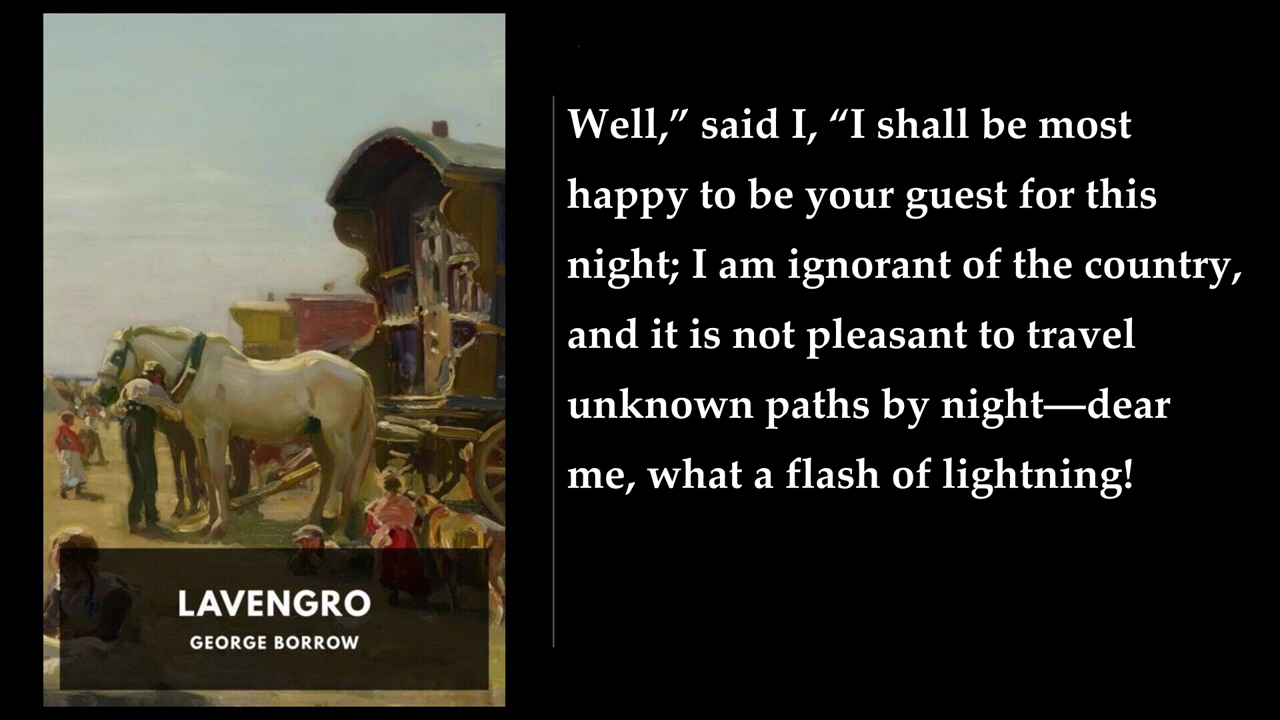 Well,” said I, “I shall be most
happy to be your guest for this
night; I am ignorant of the country,
and it is not pleasant to travel
unknown paths by night—dear
me, what a flash of lightning!
LAVENGRO
GEORGE BORROW